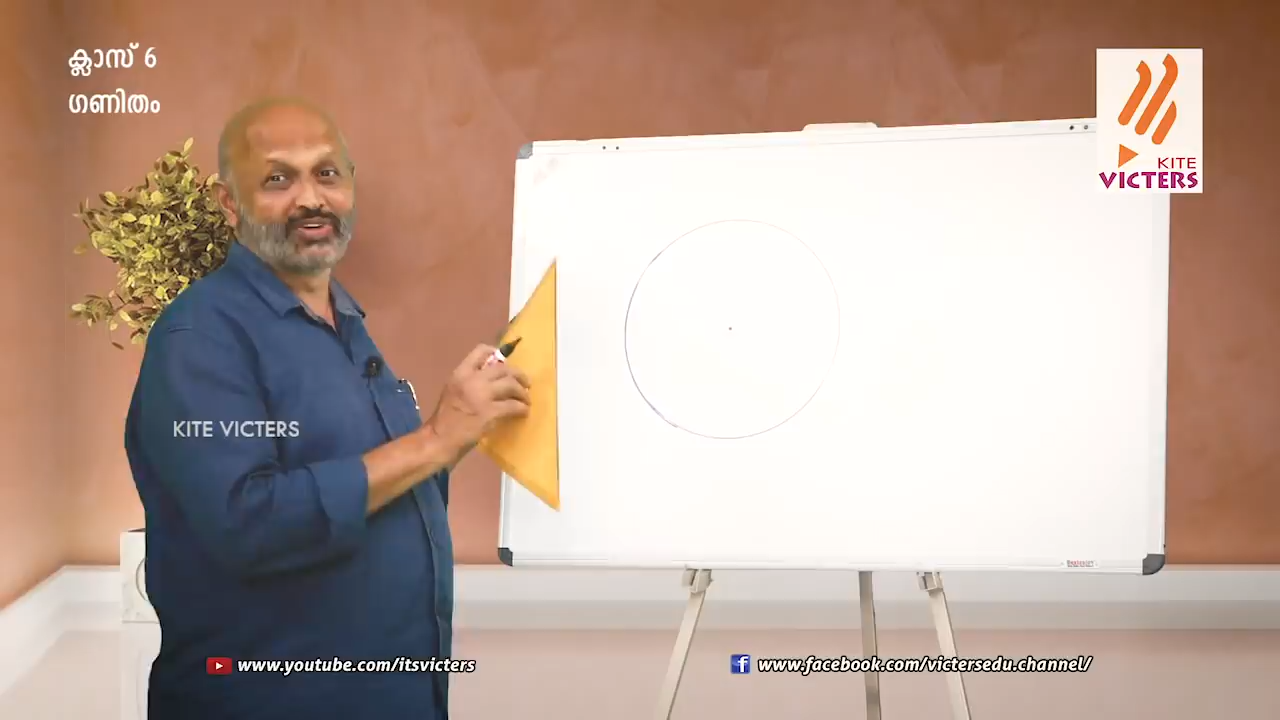 ക്ലാസ് 6
ഗണിതം
KITE
VICTERS
KITE VICTERS
www.youtube.com/itsvicters
www.facebook.com/victersedu.channel/